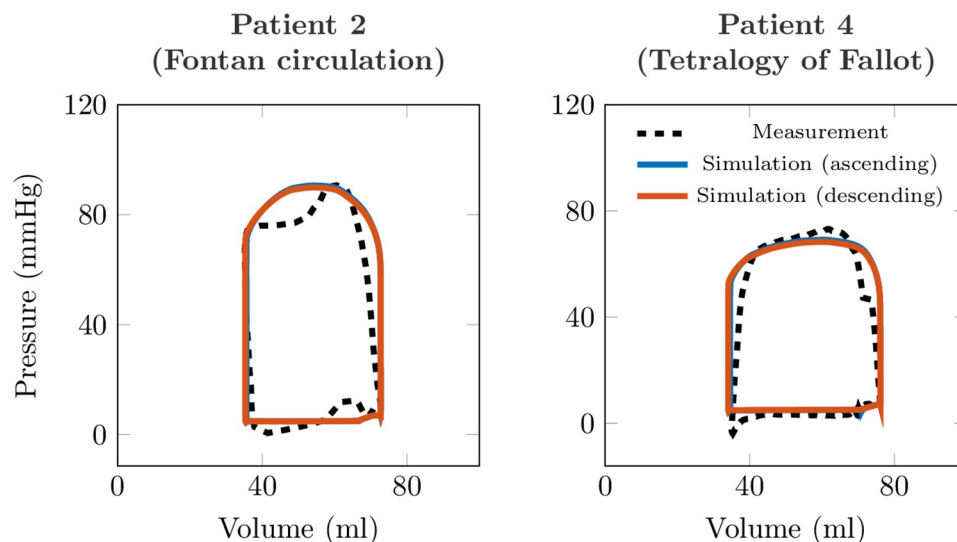 Patient 2
(Fontan circulation)
Patient 4
(Tetralogy of Fallot)
120
80
40
0
0
40
80
Pressure (mmHg)
Volume (ml)
120
80
40
0
0
40
80
Volume (ml)
Measurement
Simulation (ascending)
Simulation (descending)